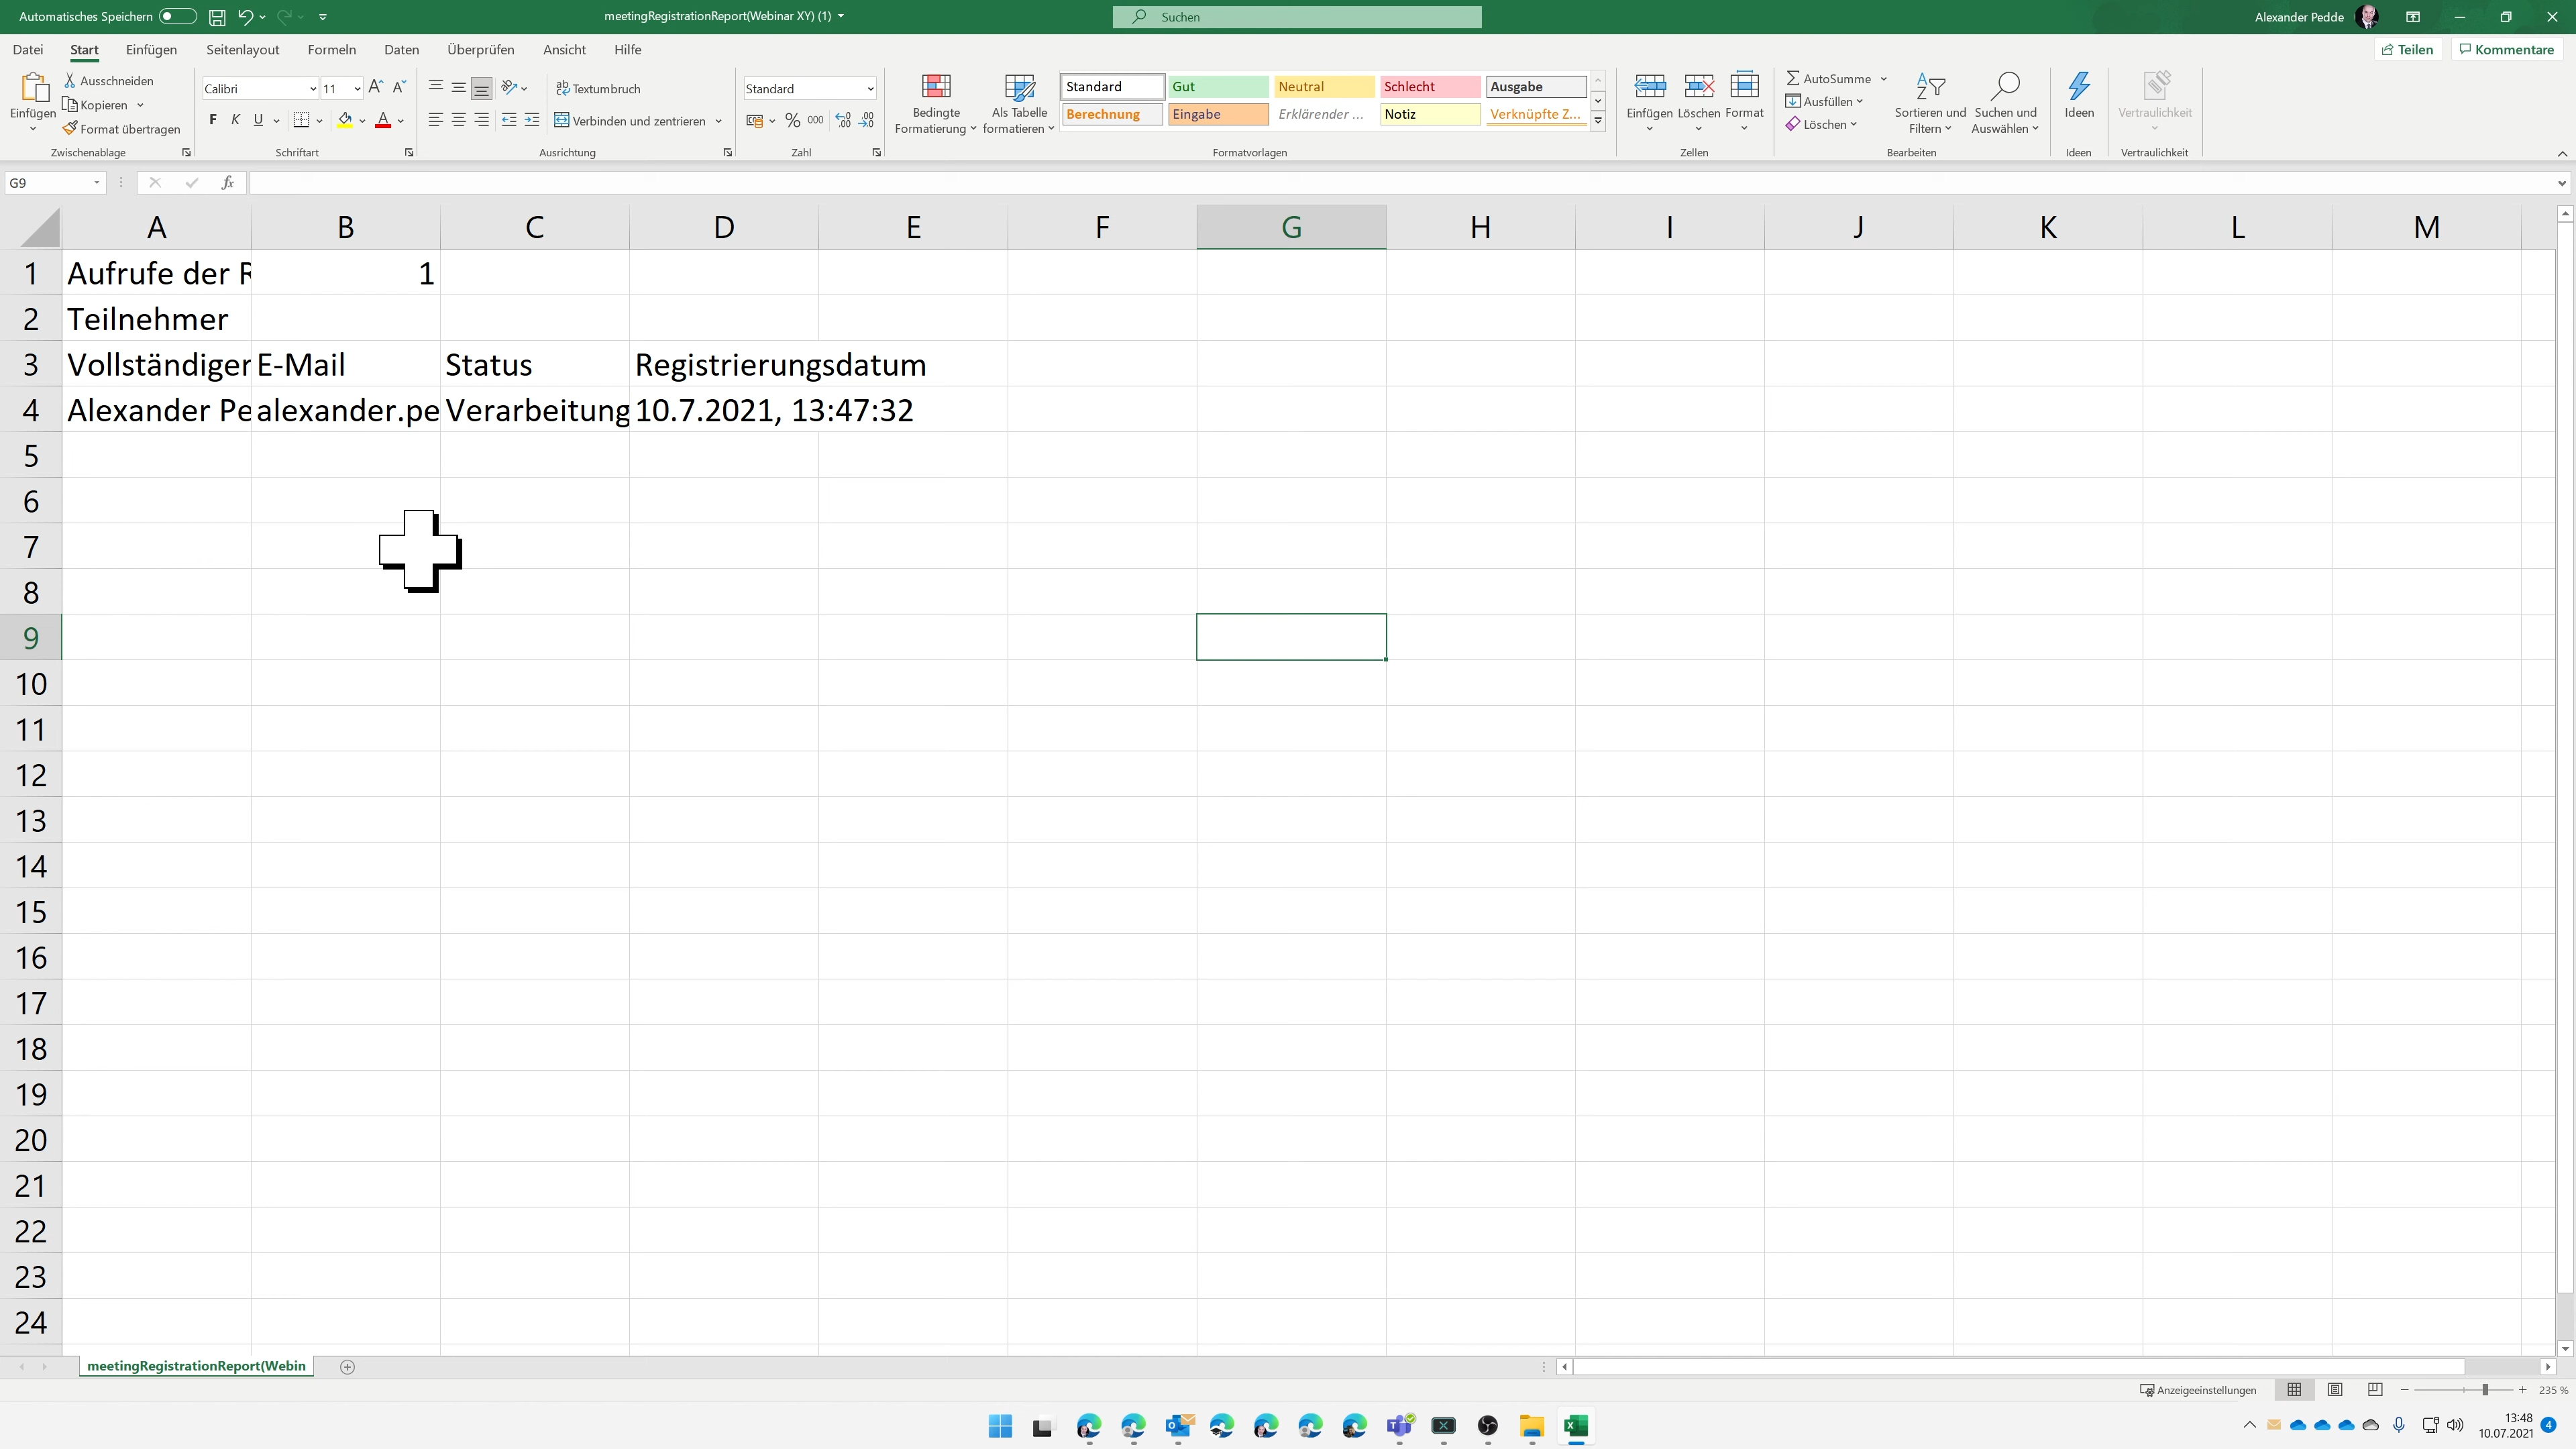 Automatisches Speichern
meetingRegistrationReport(Webinar XY) (1)
Suchen
Alexander Pedde
Datei Start Einfügen Seitenlayout Formeln Daten Überprüfen Ansicht Hilfe
Teilen Kommentare
Einfügen
Ausschneiden
Kopieren
Format übertragen
Zwischenablage
Calibri 11
F K U
Schriftart
Textumbruch
Verbinden und zentrieren
Ausrichtung
Standard
% 000
Zahl
Bedingte Formatierung
Als Tabelle formatieren
Standard Gut Neutral Schlecht Ausgabe
Berechnung Eingabe Erklärender ... Notiz Verknüpfte Z...
Formatvorlagen
Einfügen Löschen Format
Zellen
AutoSumme
Ausfüllen
Löschen
Sortieren und Filtern
Suchen und Auswählen
Bearbeiten
Ideen
Ideen
Vertraulichkeit
Vertraulichkeit
G9
fx
A B C D E F G H I J K L M
1 Aufrufe der R 1
2 Teilnehmer
3 Vollständiger E-Mail Status Registrierungsdatum
4 Alexander Pe alexander.pe Verarbeitung 10.7.2021, 13:47:32
5
6
7
8
9
10
11
12
13
14
15
16
17
18
19
20
21
22
23
24
meetingRegistrationReport(Webin
Anzeigeeinstellungen
235 %
13:48
10.07.2021
4